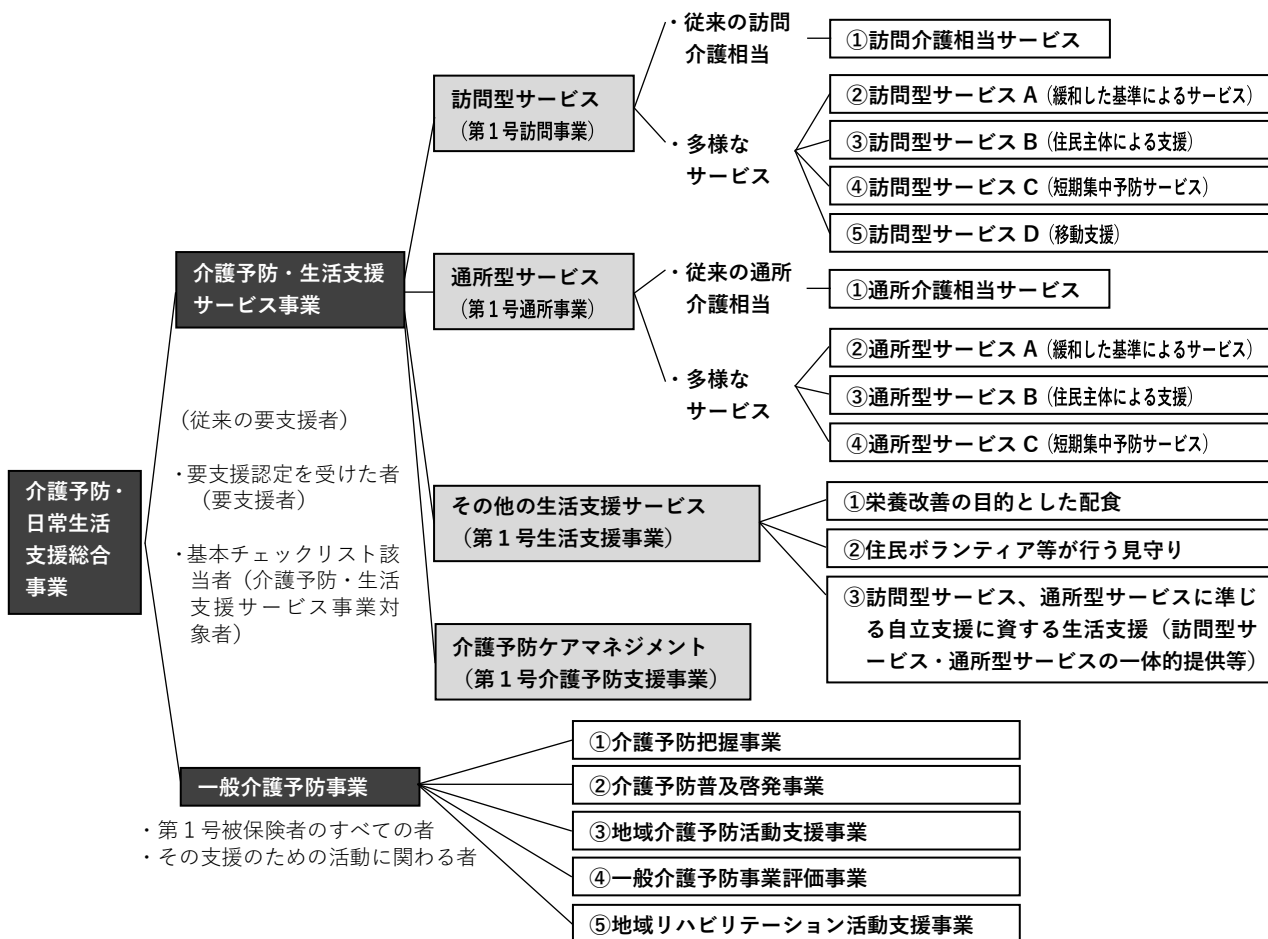 介護予防・
日常生活
支援総合
事業
介護予防・生活支援
サービス事業
(従来の要支援者)
・要支援認定を受けた者
(要支援者)
・基本チェックリスト該
当者(介護予防・生活
支援サービス事業対
象者)
訪問型サービス
(第1号訪問事業)
・従来の訪問
介護相当
①訪問介護相当サービス
・多様な
サービス
②訪問型サービスA(緩和した基準によるサービス)
③訪問型サービスB(住民主体による支援)
④訪問型サービスC(短期集中予防サービス)
⑤訪問型サービスD(移動支援)
通所型サービス
(第1号通所事業)
・従来の通所
介護相当
①通所介護相当サービス
・多様な
サービス
②通所型サービスA(緩和した基準によるサービス)
③通所型サービスB(住民主体による支援)
④通所型サービスC(短期集中予防サービス)
その他の生活支援サービス
(第1号生活支援事業)
①栄養改善の目的とした配食
②住民ボランティア等が行う見守り
③訪問型サービス、通所型サービスに準じ
る自立支援に資する生活支援(訪問型サ
ービス・通所型サービスの一体的提供等)
介護予防ケアマネジメント
(第1号介護予防支援事業)
一般介護予防事業
・第1号被保険者のすべての者
・その支援のための活動に関わる者
①介護予防把握事業
②介護予防普及啓発事業
③地域介護予防活動支援事業
④一般介護予防事業評価事業
⑤地域リハビリテーション活動支援事業